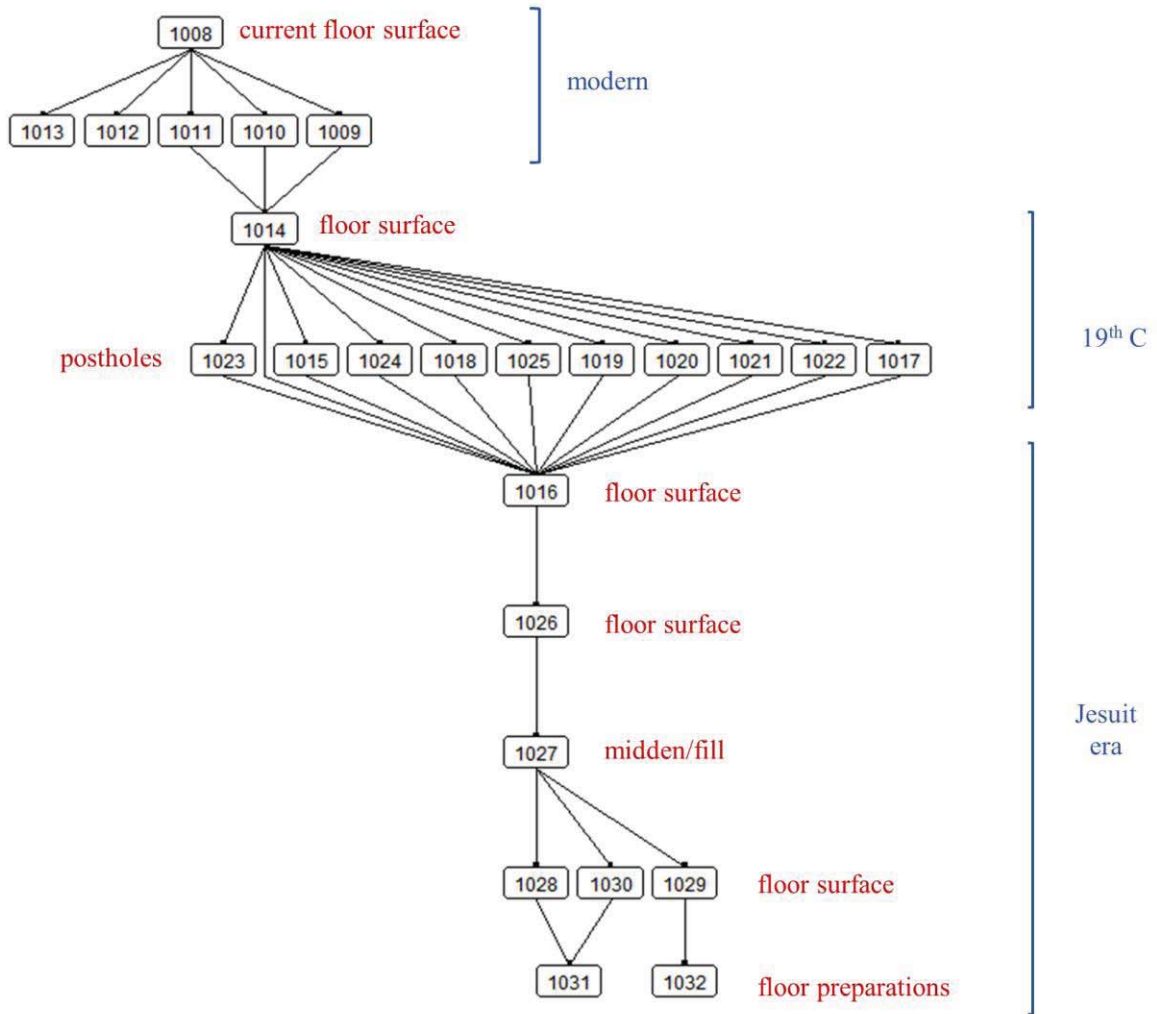 1008 current floor surface
modern
1013 1012 1011 1010 1009
1014 floor surface
19th C
postholes 1023 1015 1024 1018 1025 1019 1020 1021 1022 1017
1016 floor surface
1026 floor surface
Jesuit
era
1027 midden/fill
1028 1030 1029 floor surface
1031 1032 floor preparations